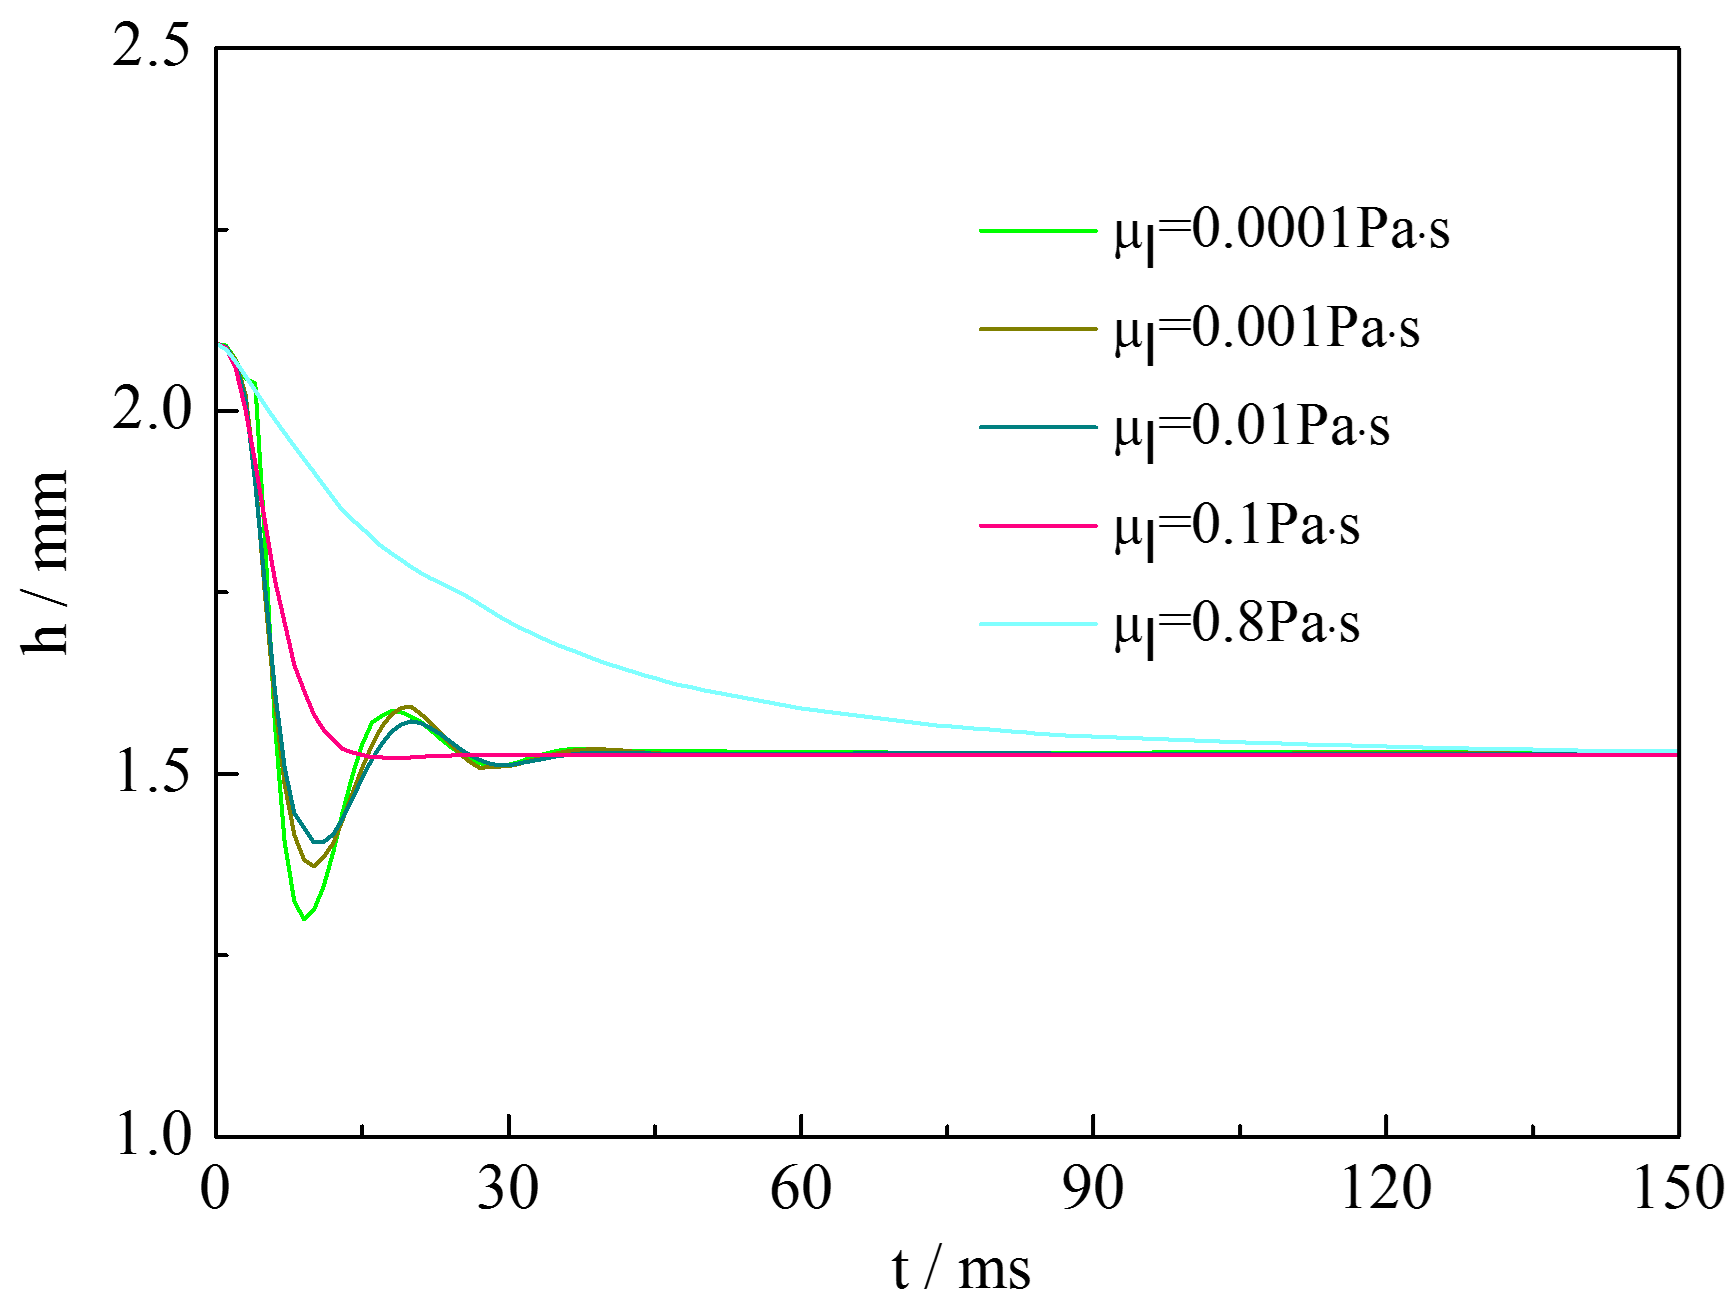 2.5
2.0
1.5
1.0
h / mm
μl=0.0001Pa·s
μl=0.001Pa·s
μl=0.01Pa·s
μl=0.1Pa·s
μl=0.8Pa·s
0 30 60 90 120 150
t / ms